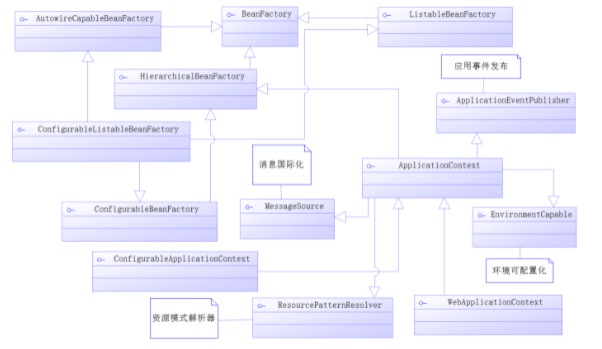 AutowireCapableBeanFactory
BeanFactory
ListableBeanFactory
应用事件发布
HierarchicalBeanFactory
ApplicationEventPublisher
ConfigurableListableBeanFactory
消息国际化
ApplicationContext
ConfigurableBeanFactory
MessageSource
EnvironmentCapable
ConfigurableApplicationContext
环境可配置化
资源模式解析器
ResourcePatternResolver
WebApplicationContext